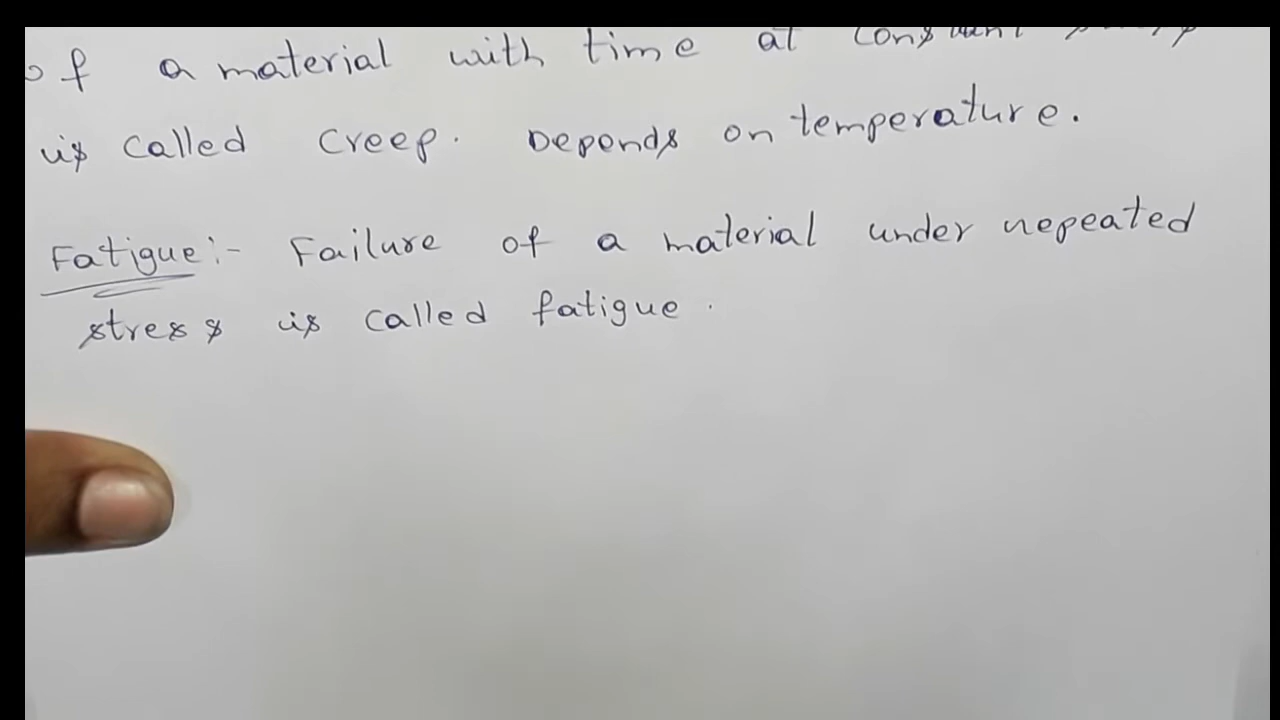 of a material with time at constant
is called creep. Depends on temperature.
Fatigue:- Failure of a material under repeated
stress is called fatigue.